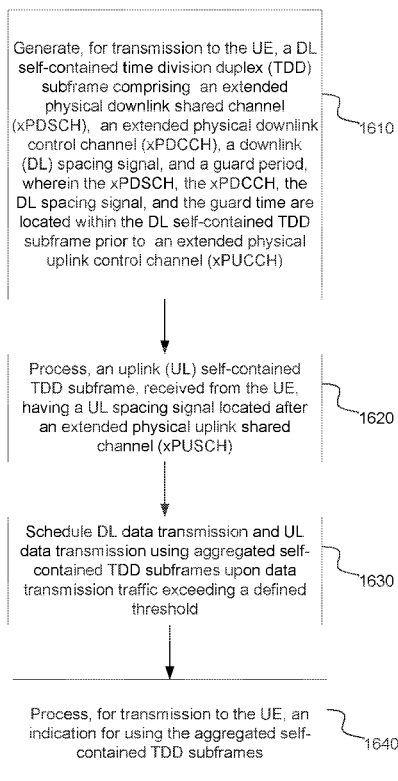 Generate, for transmission to the UE, a DL
self-contained time division duplex (TDD)
subframe comprising an extended
physical downlink shared channel
(xPDSCH), an extended physical downlink
control channel (xPDCCH), a downlink
(DL) spacing signal, and a guard period,
wherein the xPDSCH, the xPDCCH, the
DL spacing signal, and the guard time are
located within the DL self-contained TDD
subframe prior to an extended physical
uplink control channel (xPUCCH)
1610
Process, an uplink (UL) self-contained
TDD subframe, received from the UE,
having a UL spacing signal located after
an extended physical uplink shared
channel (xPUSCH)
1620
Schedule DL data transmission and UL
data transmission using aggregated self-
contained TDD subframes upon data
transmission traffic exceeding a defined
threshold
1630
Process, for transmission to the UE, an
indication for using the aggregated self-
contained TDD subframes
1640